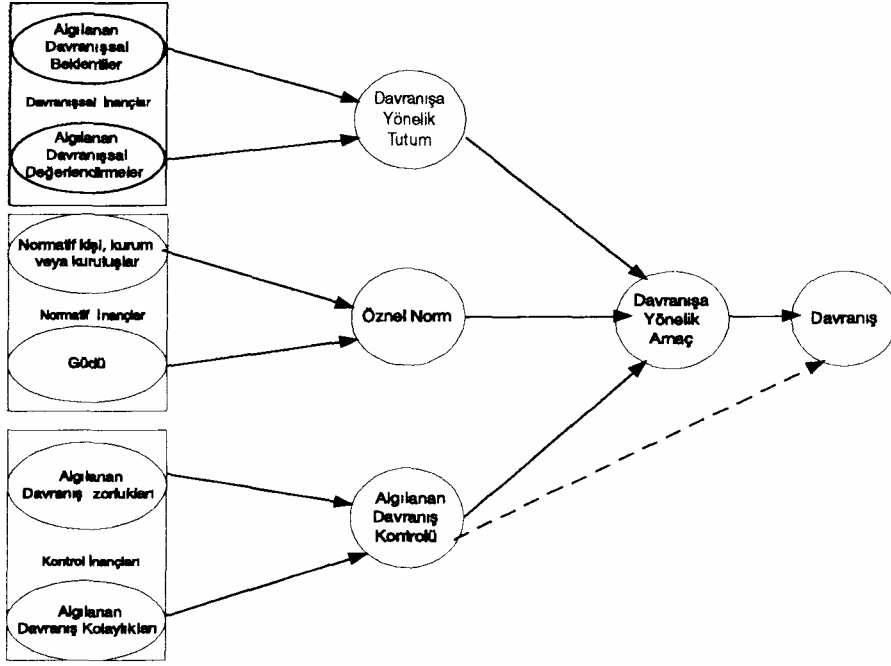 Algılanan
Davranışsal
Beklentiler
Davranışsal İnançlar
Algılanan
Davranışsal
Değerlendirmeler
Davranışa
Yönelik
Tutum
Normatif kişi, kurum
veya kuruluşlar
Normatif İnançlar
Güdü
Öznel Norm
Davranışa
Yönelik
Amaç
Davranış
Algılanan
Davranış zorlukları
Kontrol İnançları
Algılanan
Davranış Kolaylıkları
Algılanan
Davranış
Kontrolü